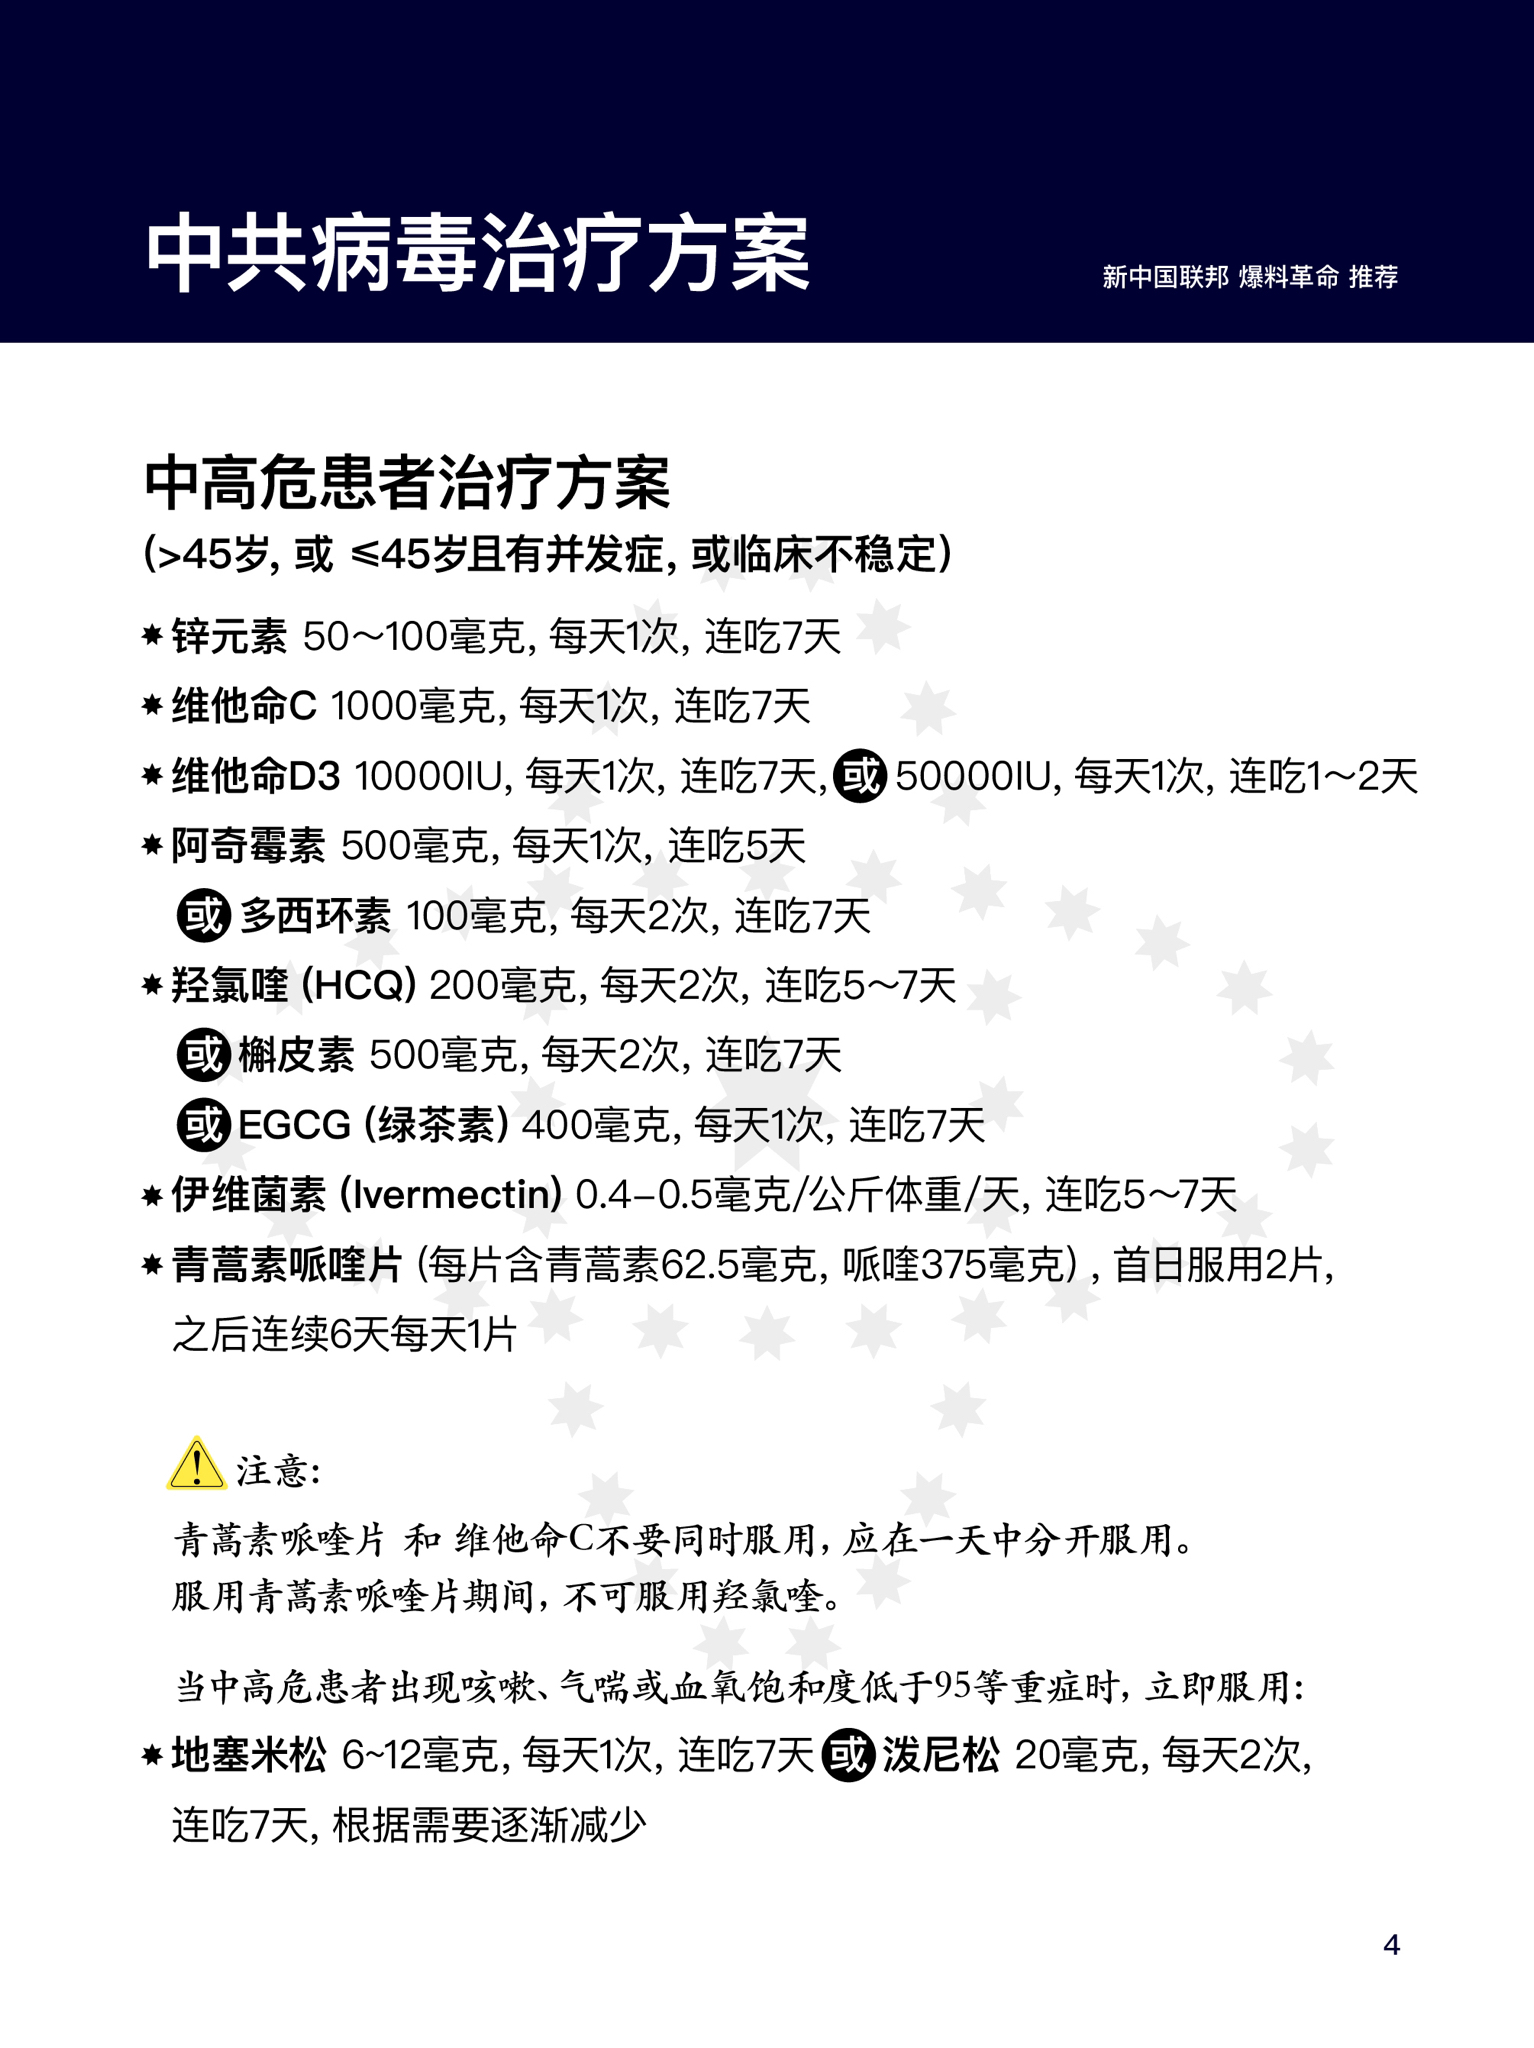 中共病毒治疗方案
新中国联邦 爆料革命 推荐
中高危患者治疗方案
(>45岁, 或 ⩽45岁且有并发症, 或临床不稳定)
锌元素 50～100毫克, 每天1次, 连吃7天
维他命C 1000毫克, 每天1次, 连吃7天
维他命D3 10000IU, 每天1次, 连吃7天, 或 50000IU, 每天1次, 连吃1～2天
阿奇霉素 500毫克, 每天1次, 连吃5天
或 多西环素 100毫克, 每天2次, 连吃7天
羟氯喹 (HCQ) 200毫克, 每天2次, 连吃5～7天
或 槲皮素 500毫克, 每天2次, 连吃7天
或 EGCG (绿茶素) 400毫克, 每天1次, 连吃7天
伊维菌素 (Ivermectin) 0.4–0.5毫克/公斤体重/天, 连吃5～7天
青蒿素哌喹片 (每片含青蒿素62.5毫克, 哌喹375毫克) , 首日服用2片,
之后连续6天每天1片
注意:
青蒿素哌喹片 和 维他命C不要同时服用, 应在一天中分开服用。
服用青蒿素哌喹片期间, 不可服用羟氯喹。
当中高危患者出现咳嗽、气喘或血氧饱和度低于95等重症时, 立即服用:
地塞米松 6~12毫克, 每天1次, 连吃7天 或 泼尼松 20毫克, 每天2次,
连吃7天, 根据需要逐渐减少
4